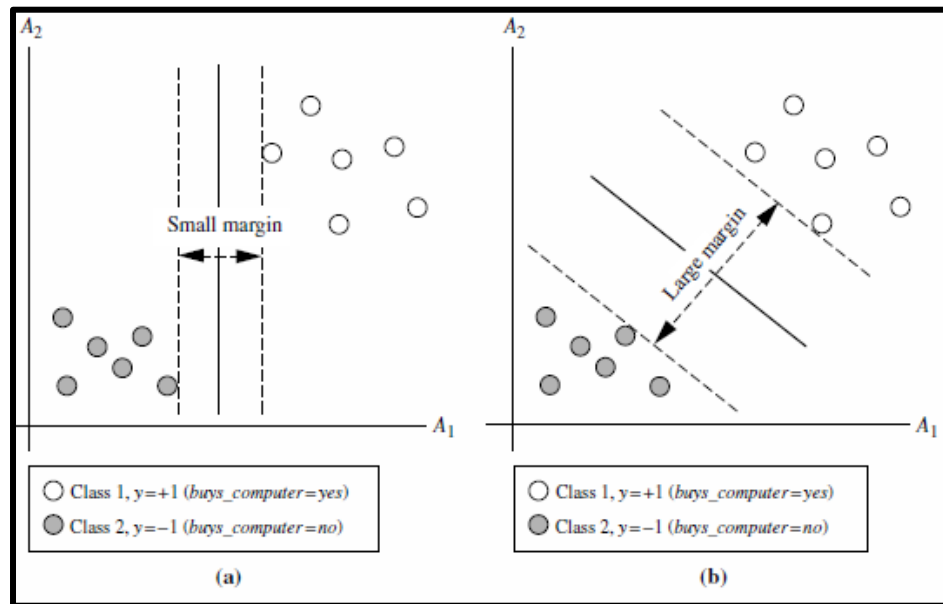 A₂
Small margin
A₁
Class 1, y=+1 (buys_computer=yes)
Class 2, y=−1 (buys_computer=no)
(a)
A₂
Large margin
A₁
Class 1, y=+1 (buys_computer=yes)
Class 2, y=−1 (buys_computer=no)
(b)